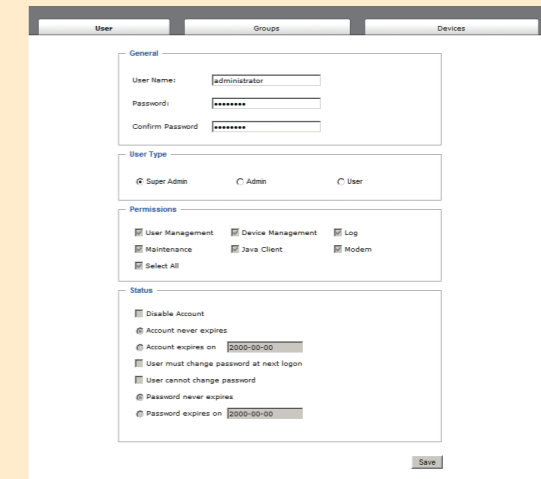 User Groups Devices
General
User Name: administrator
Password: ••••••••
Confirm Password ••••••••
User Type
Super Admin Admin User
Permissions
User Management Device Management Log
Maintenance Java Client Modem
Select All
Status
Disable Account
Account never expires
Account expires on 2000-00-00
User must change password at next logon
User cannot change password
Password never expires
Password expires on 2000-00-00
Save